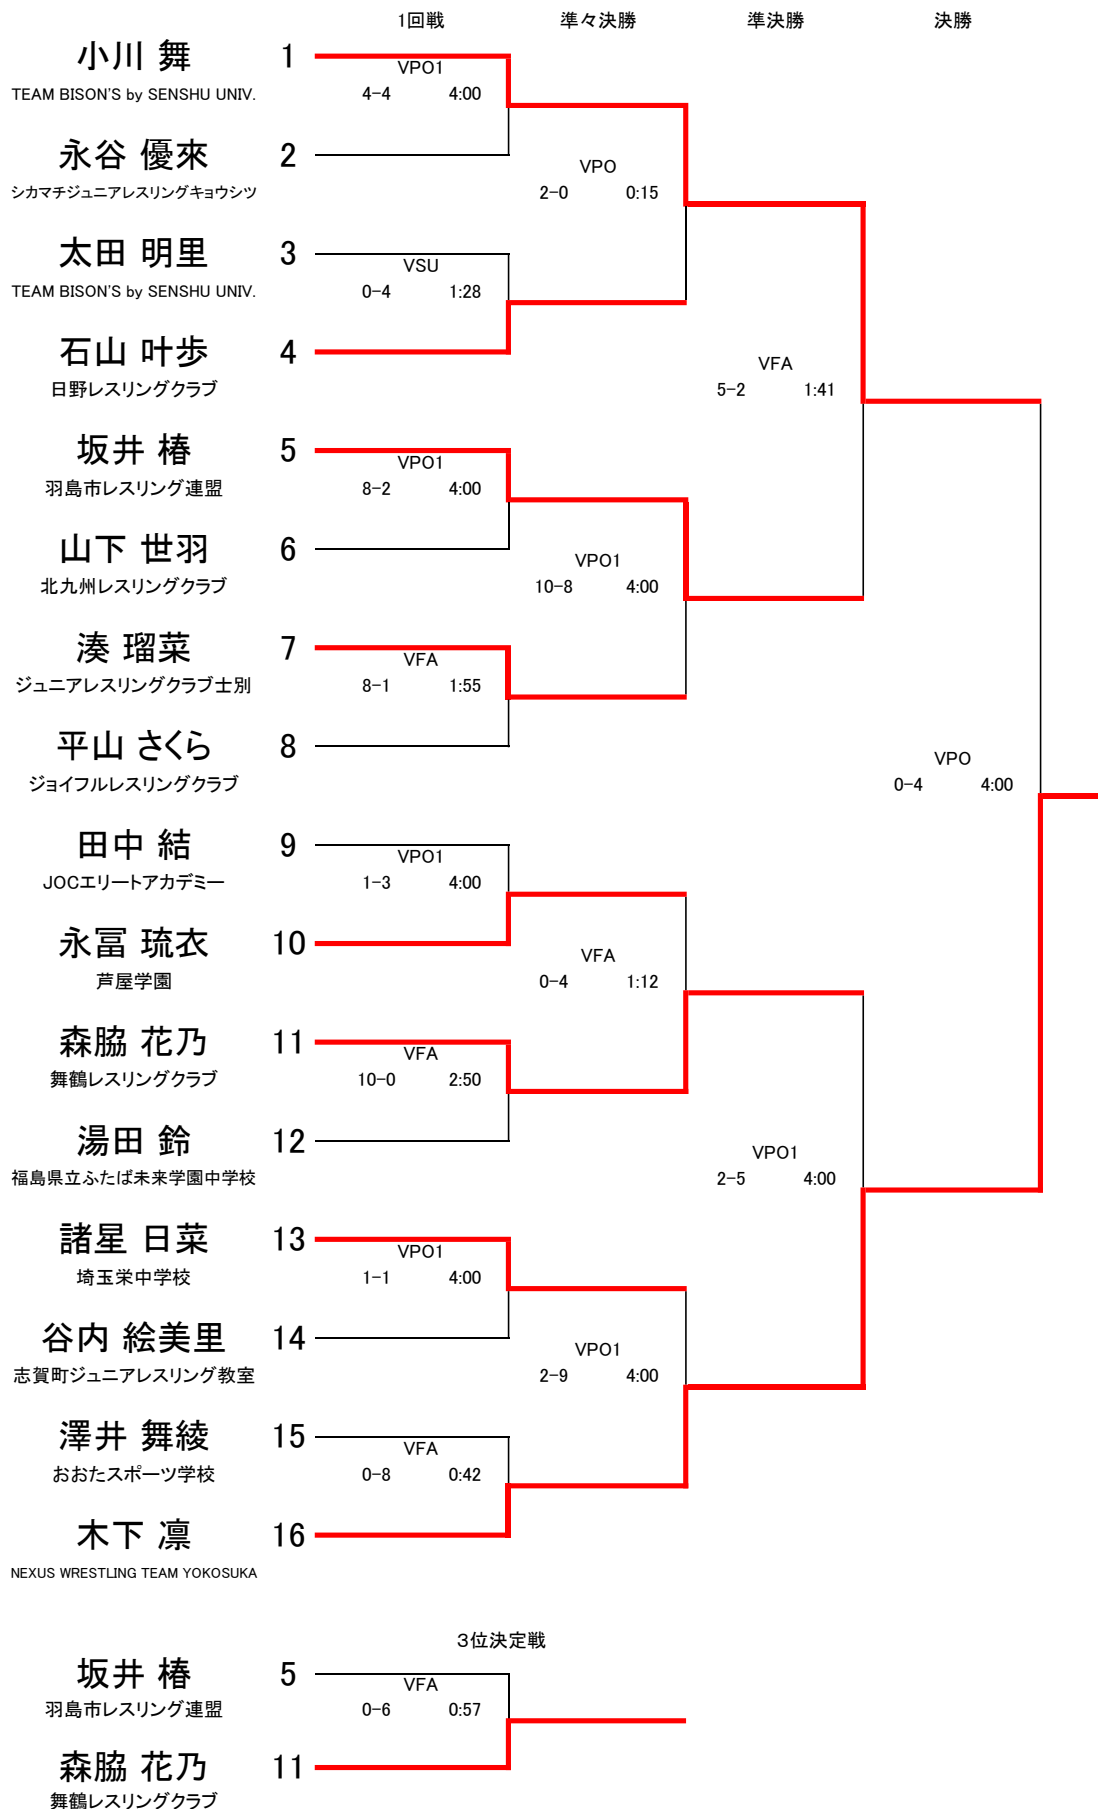 1回戦 準々決勝 準決勝 決勝
小川 舞 1
VPO1
TEAM BISON'S by SENSHU UNIV.
4-4 4:00
永谷 優來 2
シカマチジュニアレスリングキョウシツ
VPO
2-0 0:15
太田 明里 3
VSU
TEAM BISON'S by SENSHU UNIV.
0-4 1:28
石山 叶歩 4
日野レスリングクラブ
VFA
5-2 1:41
坂井 椿 5
VPO1
羽島市レスリング連盟
8-2 4:00
山下 世羽 6
北九州レスリングクラブ
VPO1
10-8 4:00
湊 瑠菜 7
VFA
ジュニアレスリングクラブ士別
8-1 1:55
平山 さくら 8
ジョイフルレスリングクラブ
VPO
0-4 4:00
田中 結 9
VPO1
JOCエリートアカデミー
1-3 4:00
永冨 琉衣 10
芦屋学園
VFA
0-4 1:12
森脇 花乃 11
VFA
舞鶴レスリングクラブ
10-0 2:50
湯田 鈴 12
福島県立ふたば未来学園中学校
VPO1
2-5 4:00
諸星 日菜 13
VPO1
埼玉栄中学校
1-1 4:00
谷内 絵美里 14
志賀町ジュニアレスリング教室
VPO1
2-9 4:00
澤井 舞綾 15
VFA
おおたスポーツ学校
0-8 0:42
木下 凛 16
NEXUS WRESTLING TEAM YOKOSUKA
３位決定戦
坂井 椿 5
VFA
羽島市レスリング連盟
0-6 0:57
森脇 花乃 11
舞鶴レスリングクラブ